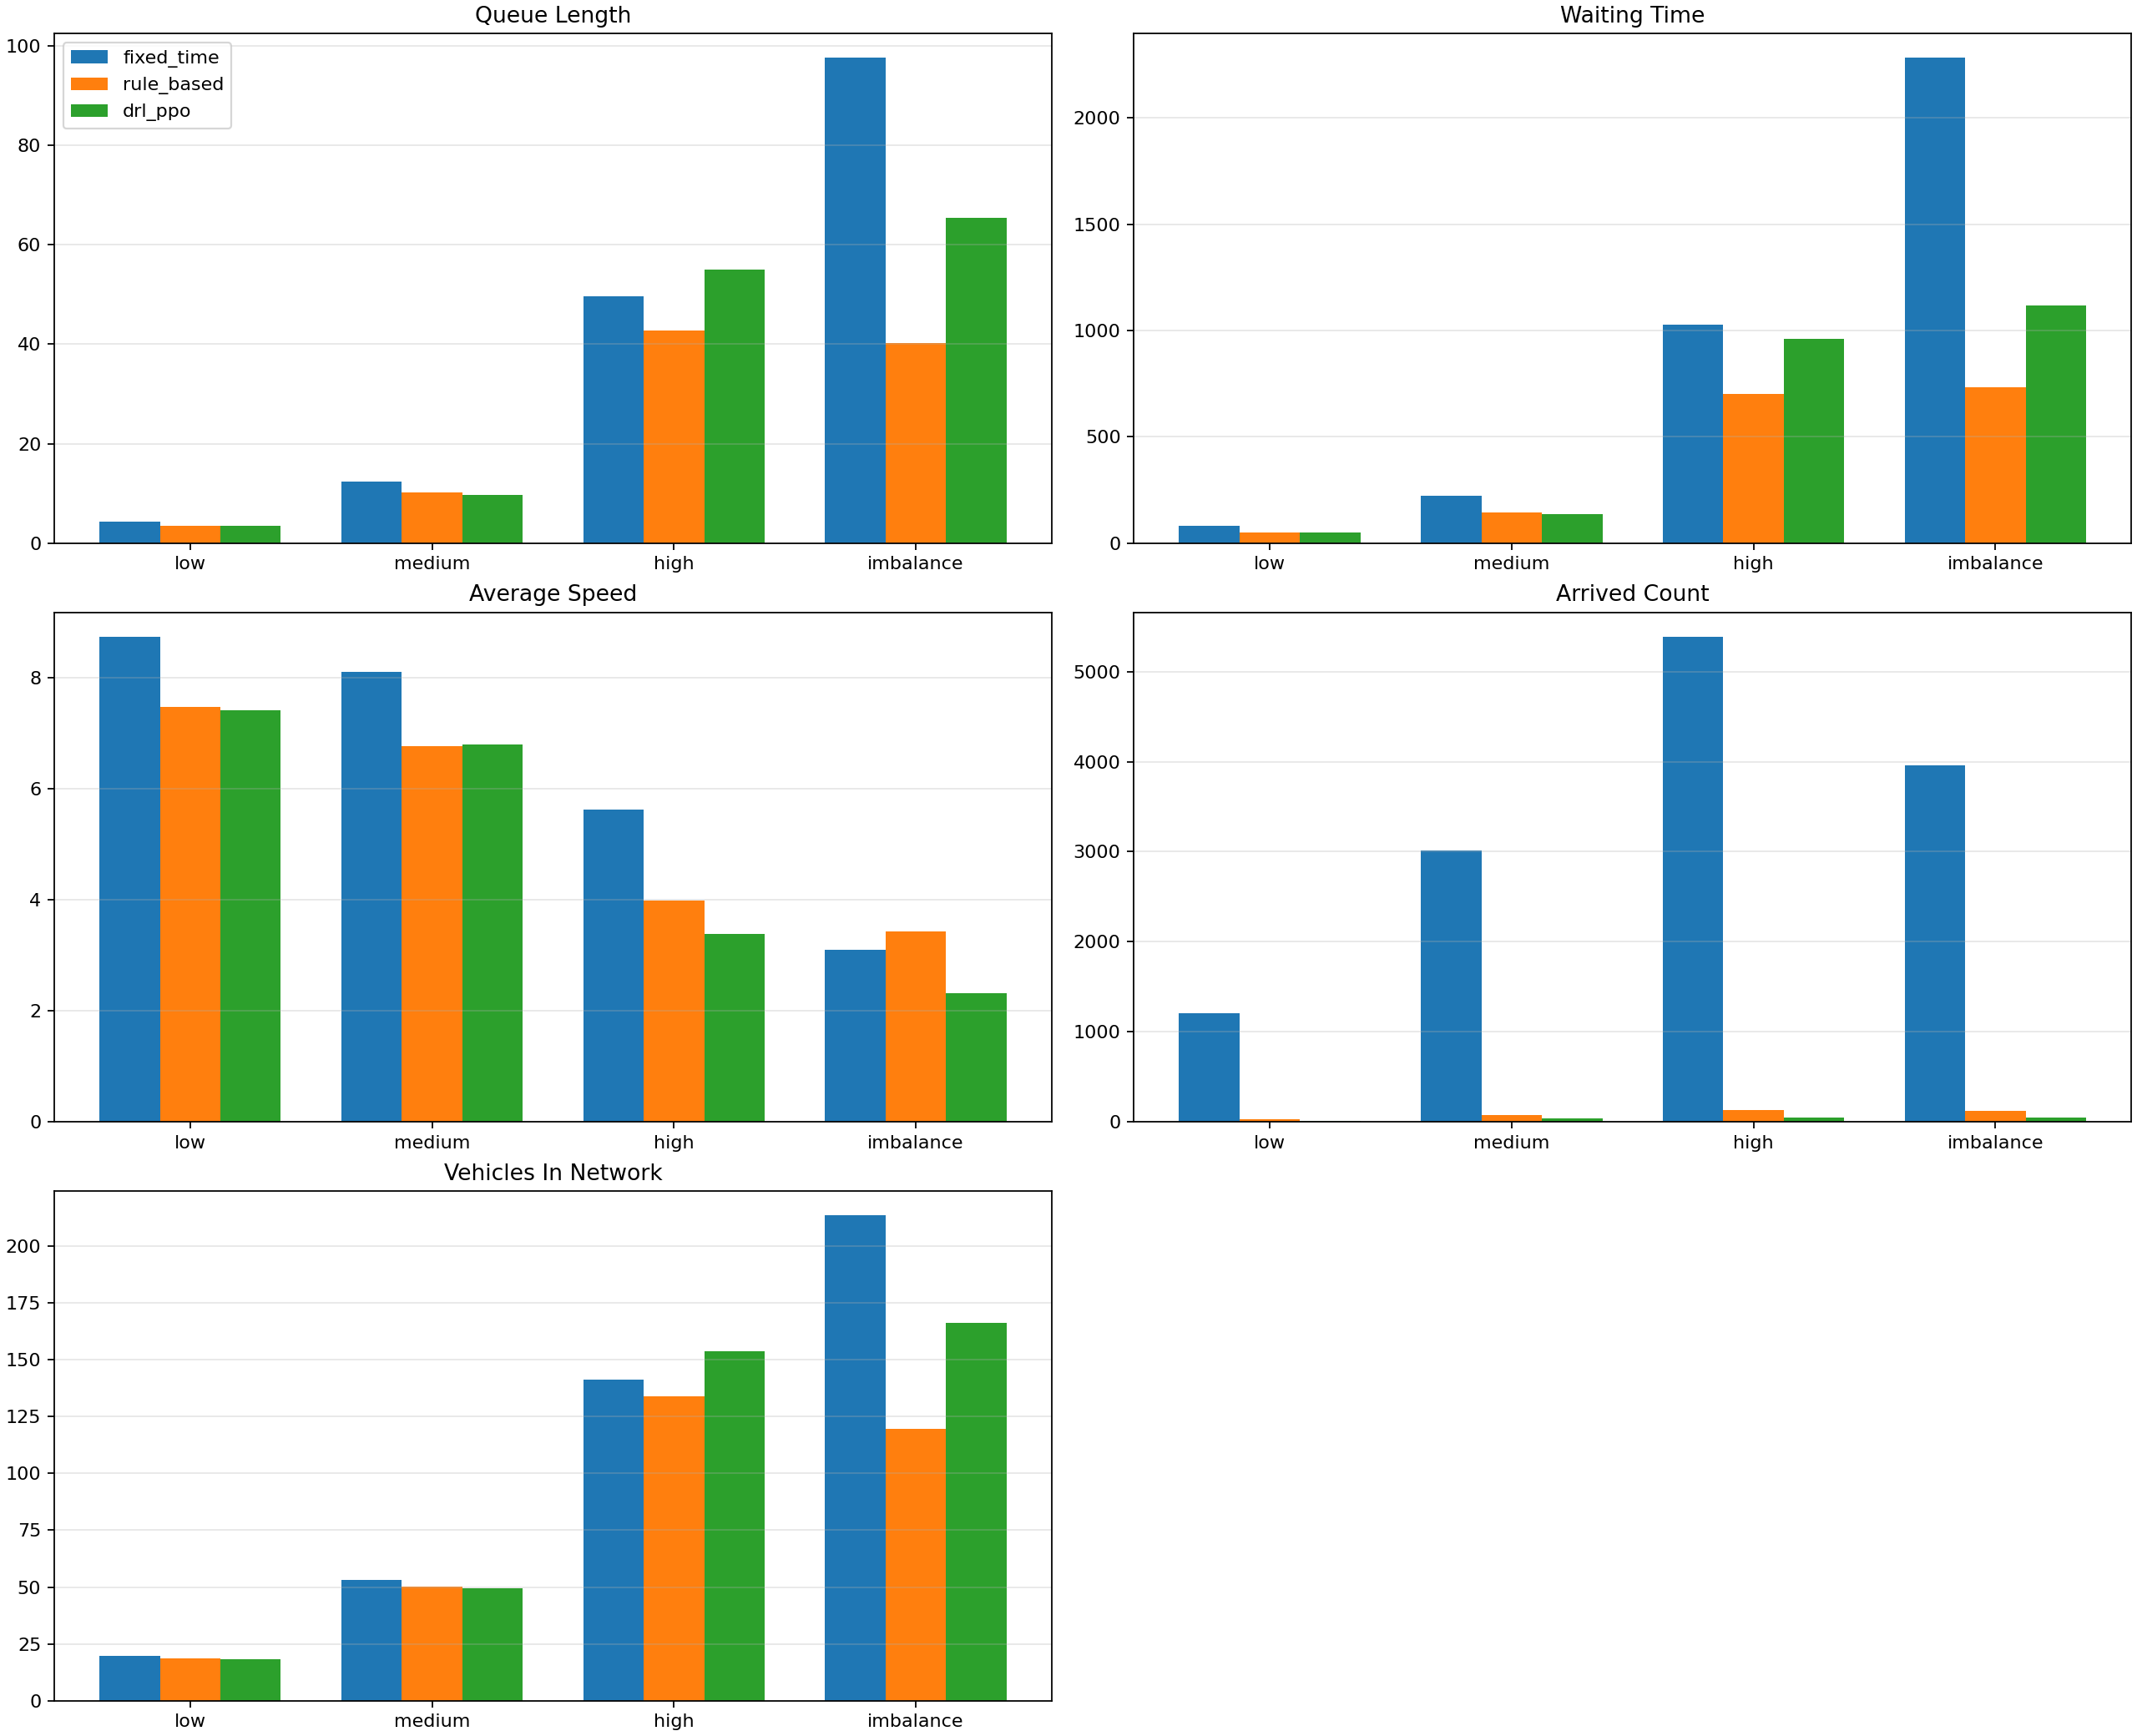 Queue Length
100
80
60
40
20
0
fixed_time
rule_based
drl_ppo
low medium high imbalance
Waiting Time
2000
1500
1000
500
0
low medium high imbalance
Average Speed
8
6
4
2
0
low medium high imbalance
Arrived Count
5000
4000
3000
2000
1000
0
low medium high imbalance
Vehicles In Network
200
175
150
125
100
75
50
25
0
low medium high imbalance